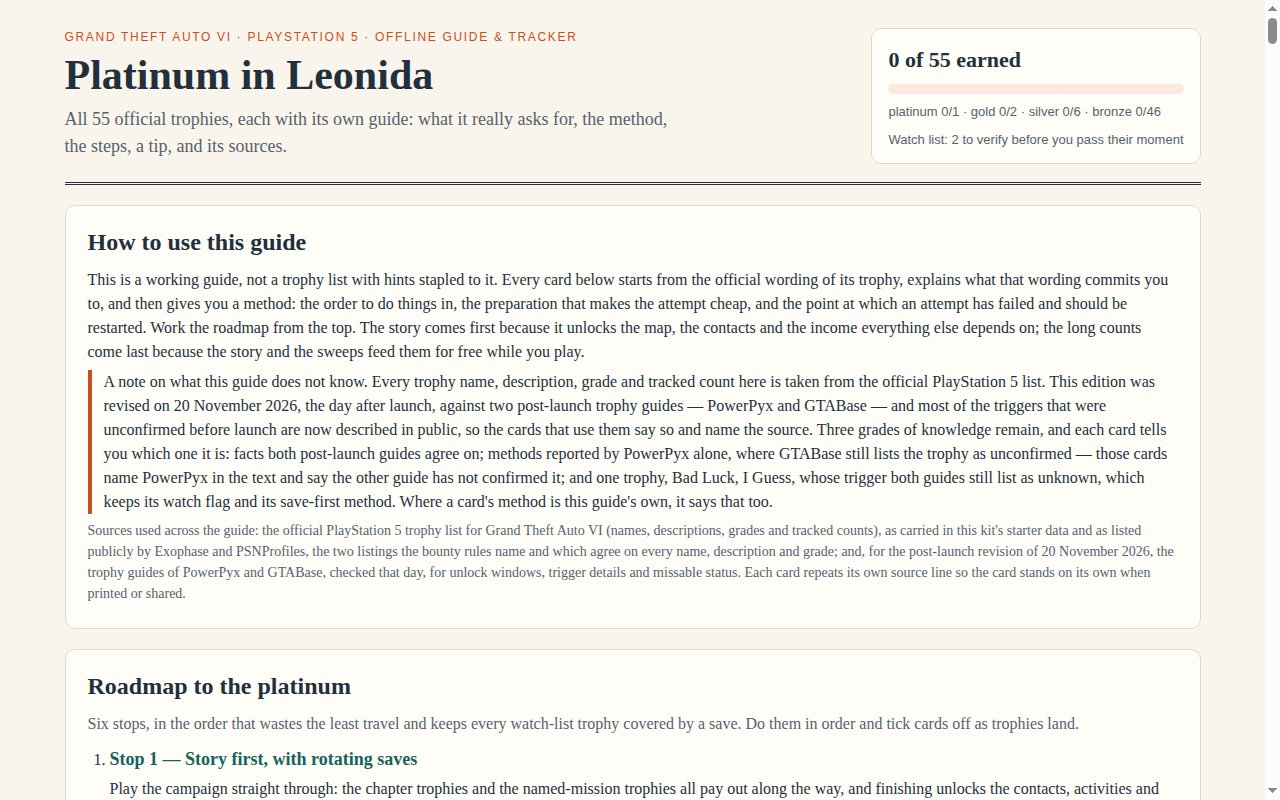 GRAND THEFT AUTO VI · PLAYSTATION 5 · OFFLINE GUIDE & TRACKER
Platinum in Leonida
All 55 official trophies, each with its own guide: what it really asks for, the method,
the steps, a tip, and its sources.
0 of 55 earned
platinum 0/1 · gold 0/2 · silver 0/6 · bronze 0/46
Watch list: 2 to verify before you pass their moment
How to use this guide
This is a working guide, not a trophy list with hints stapled to it. Every card below starts from the official wording of its trophy, explains what that wording commits you
to, and then gives you a method: the order to do things in, the preparation that makes the attempt cheap, and the point at which an attempt has failed and should be
restarted. Work the roadmap from the top. The story comes first because it unlocks the map, the contacts and the income everything else depends on; the long counts
come last because the story and the sweeps feed them for free while you play.
A note on what this guide does not know. Every trophy name, description, grade and tracked count here is taken from the official PlayStation 5 list. This edition was
revised on 20 November 2026, the day after launch, against two post-launch trophy guides — PowerPyx and GTABase — and most of the triggers that were
unconfirmed before launch are now described in public, so the cards that use them say so and name the source. Three grades of knowledge remain, and each card tells
you which one it is: facts both post-launch guides agree on; methods reported by PowerPyx alone, where GTABase still lists the trophy as unconfirmed — those cards
name PowerPyx in the text and say the other guide has not confirmed it; and one trophy, Bad Luck, I Guess, whose trigger both guides still list as unknown, which
keeps its watch flag and its save-first method. Where a card's method is this guide's own, it says that too.
Sources used across the guide: the official PlayStation 5 trophy list for Grand Theft Auto VI (names, descriptions, grades and tracked counts), as carried in this kit's starter data and as listed
publicly by Exophase and PSNProfiles, the two listings the bounty rules name and which agree on every name, description and grade; and, for the post-launch revision of 20 November 2026, the
trophy guides of PowerPyx and GTABase, checked that day, for unlock windows, trigger details and missable status. Each card repeats its own source line so the card stands on its own when
printed or shared.
Roadmap to the platinum
Six stops, in the order that wastes the least travel and keeps every watch-list trophy covered by a save. Do them in order and tick cards off as trophies land.
1. Stop 1 — Story first, with rotating saves
Play the campaign straight through: the chapter trophies and the named-mission trophies all pay out along the way, and finishing unlocks the contacts, activities and